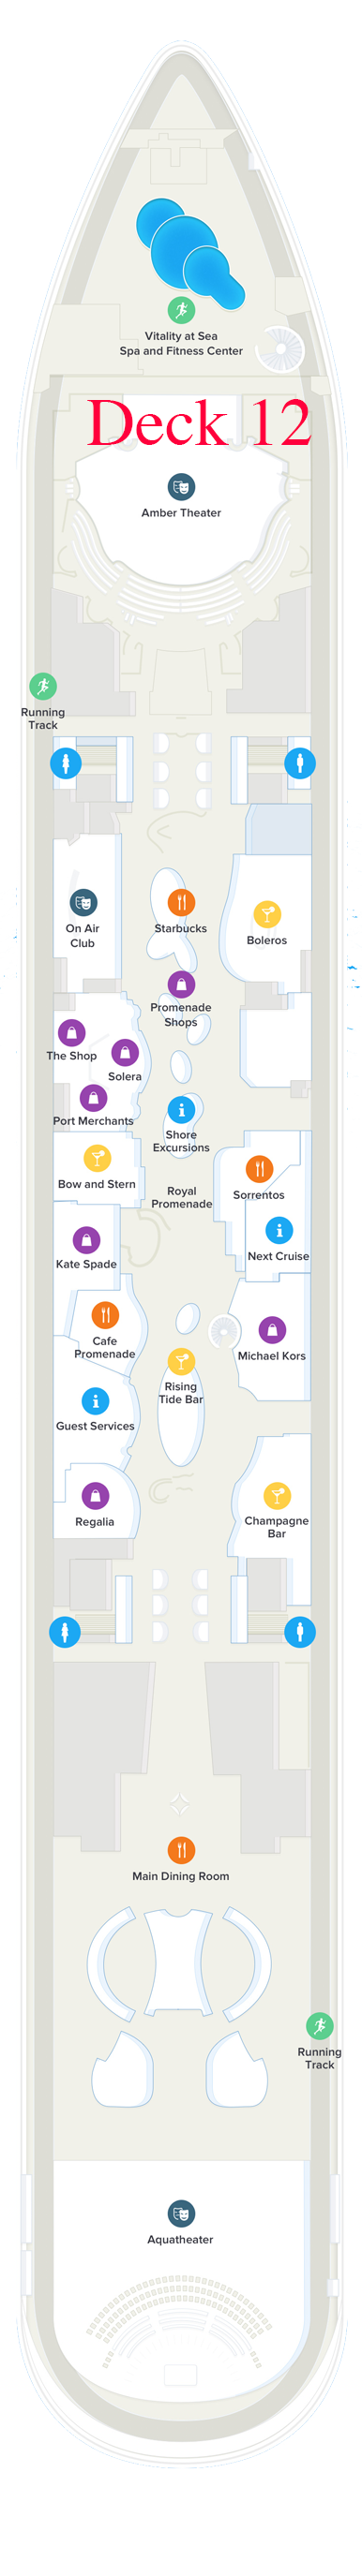 Vitality at Sea
Spa and Fitness Center
Deck 12
Amber Theater
Running
Track
On Air
Club
Starbucks
Boleros
Promenade
Shops
The Shop
Solera
Port Merchants
Shore
Excursions
Bow and Stern
Royal
Promenade
Sorrentos
Next Cruise
Kate Spade
Cafe
Promenade
Michael Kors
Rising
Tide Bar
Guest Services
Regalia
Champagne
Bar
Main Dining Room
Running
Track
Aquatheater